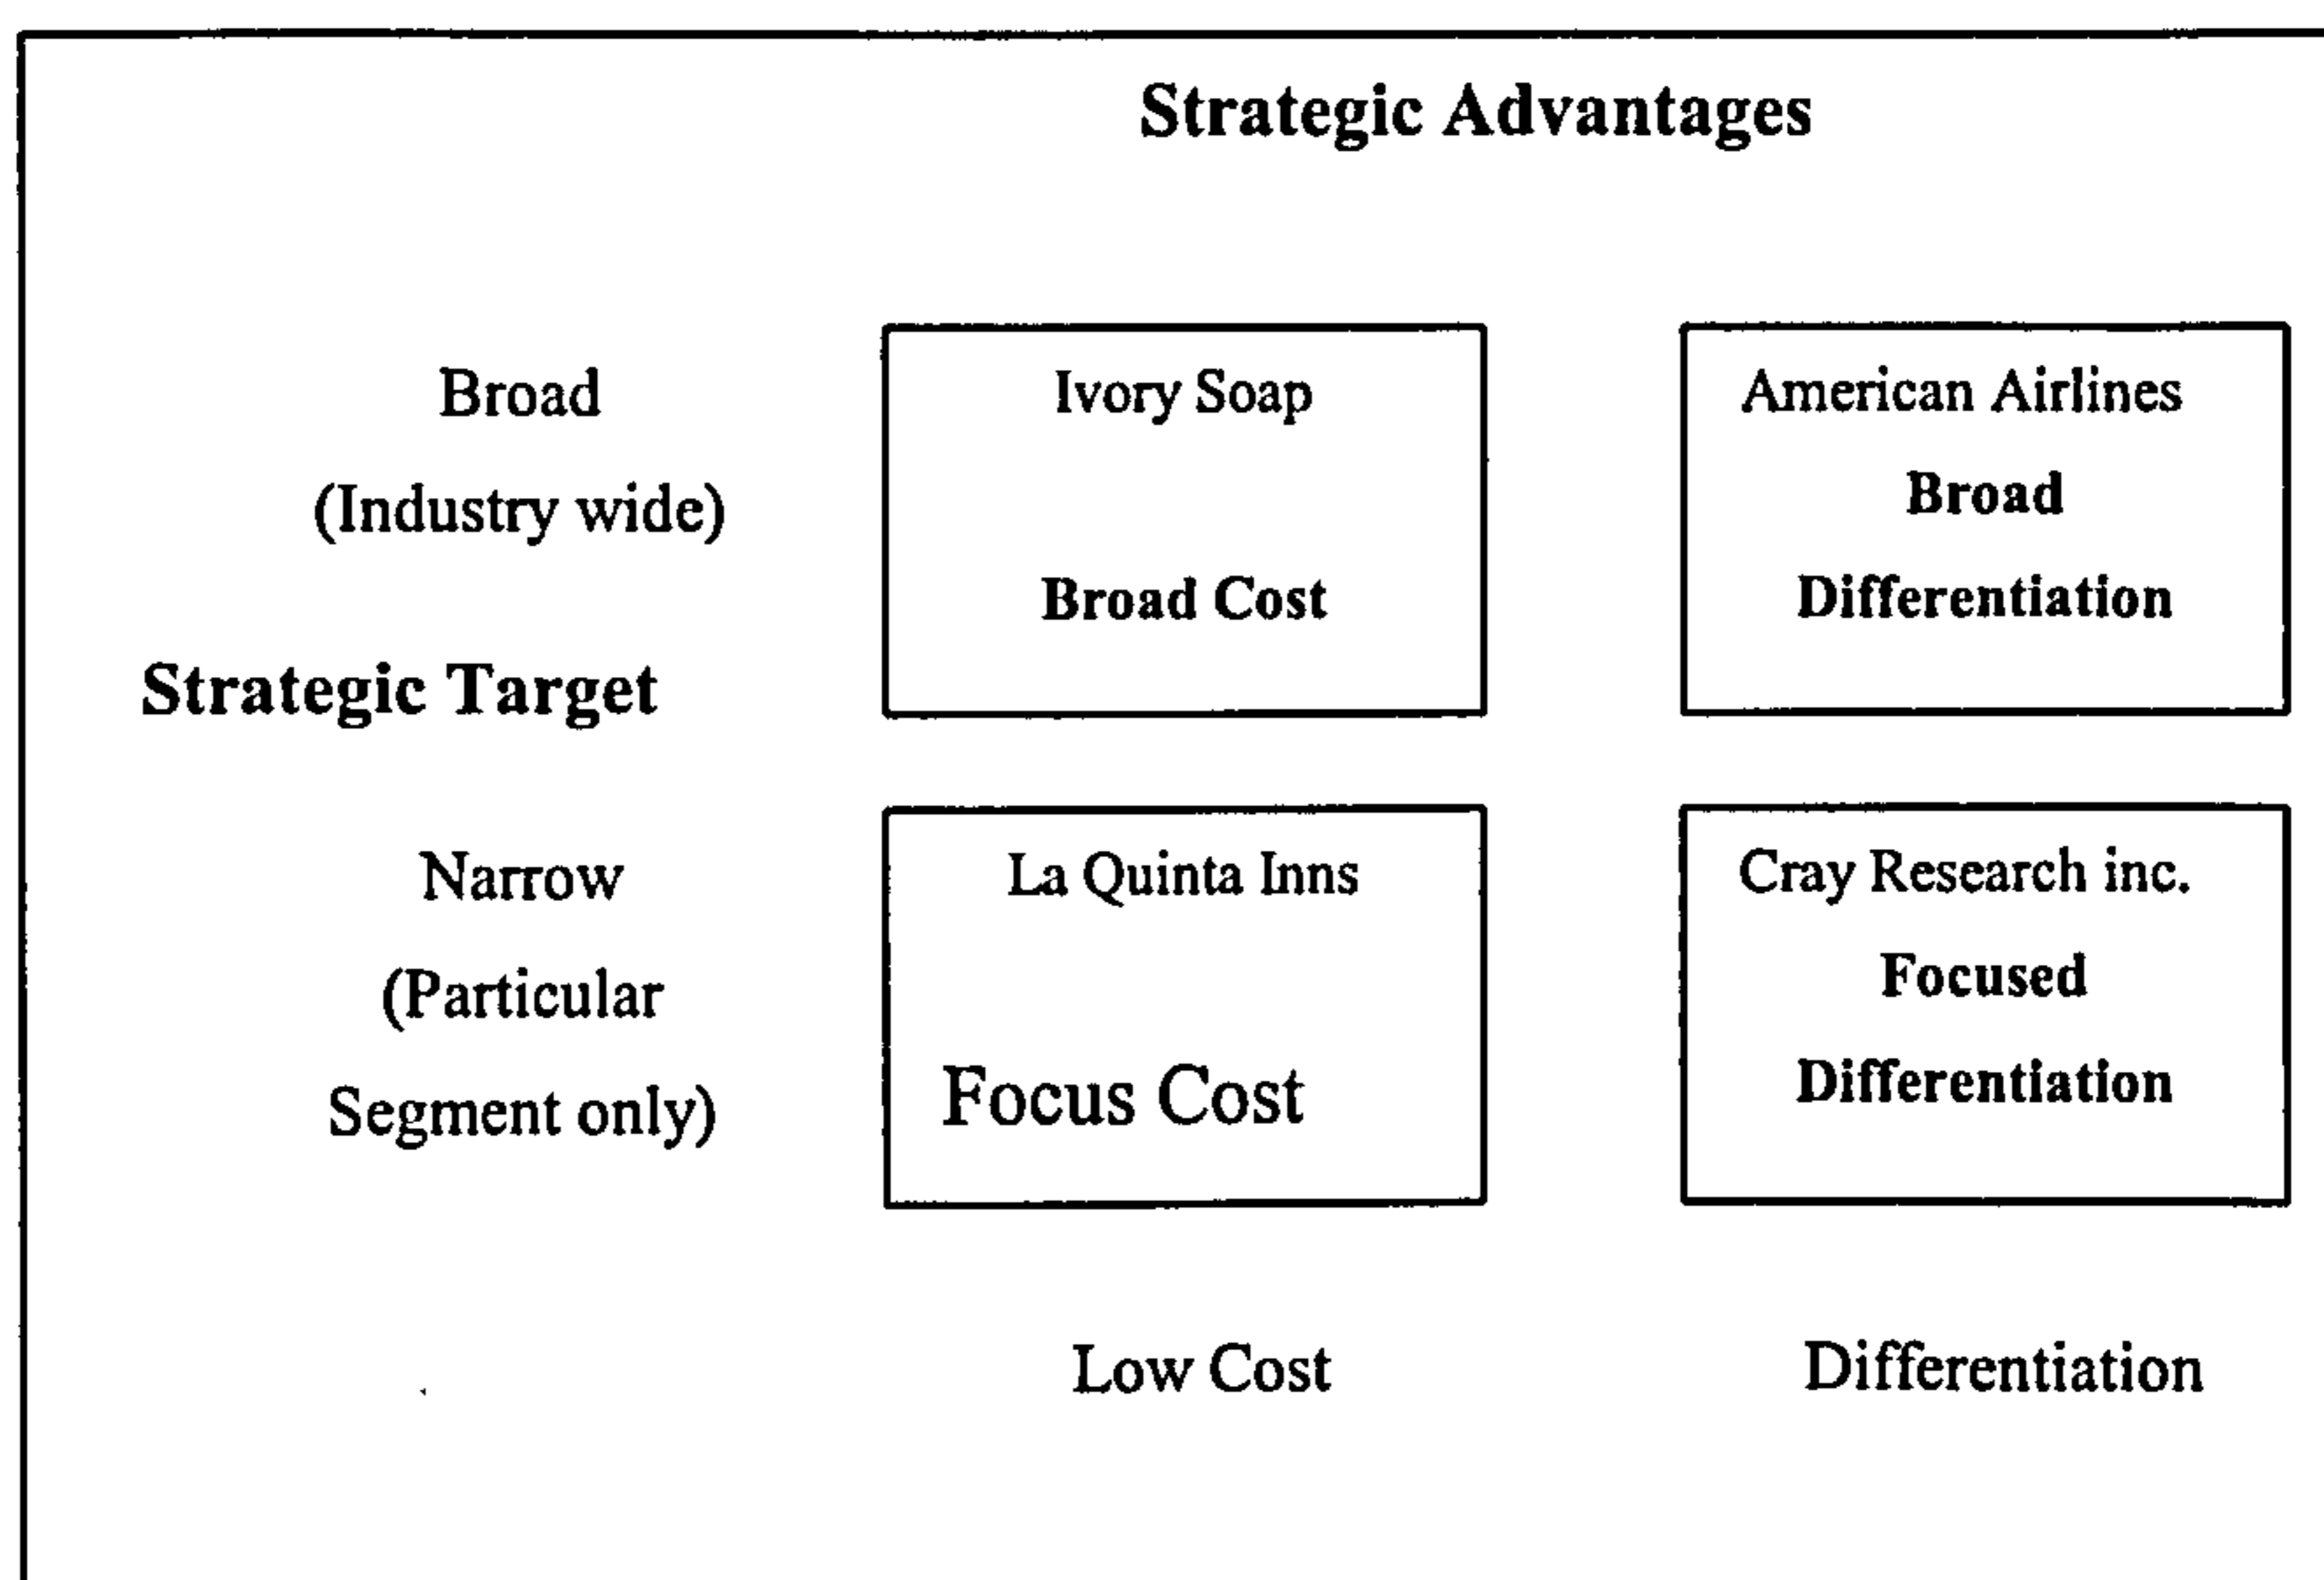 Strategic Advantages
Broad
(Industry wide)
Ivory Soap
Broad Cost
American Airlines
Broad
Differentiation
Strategic Target
Narrow
(Particular
Segment only)
La Quinta Inns
Focus Cost
Cray Research inc.
Focused
Differentiation
Low Cost
Differentiation